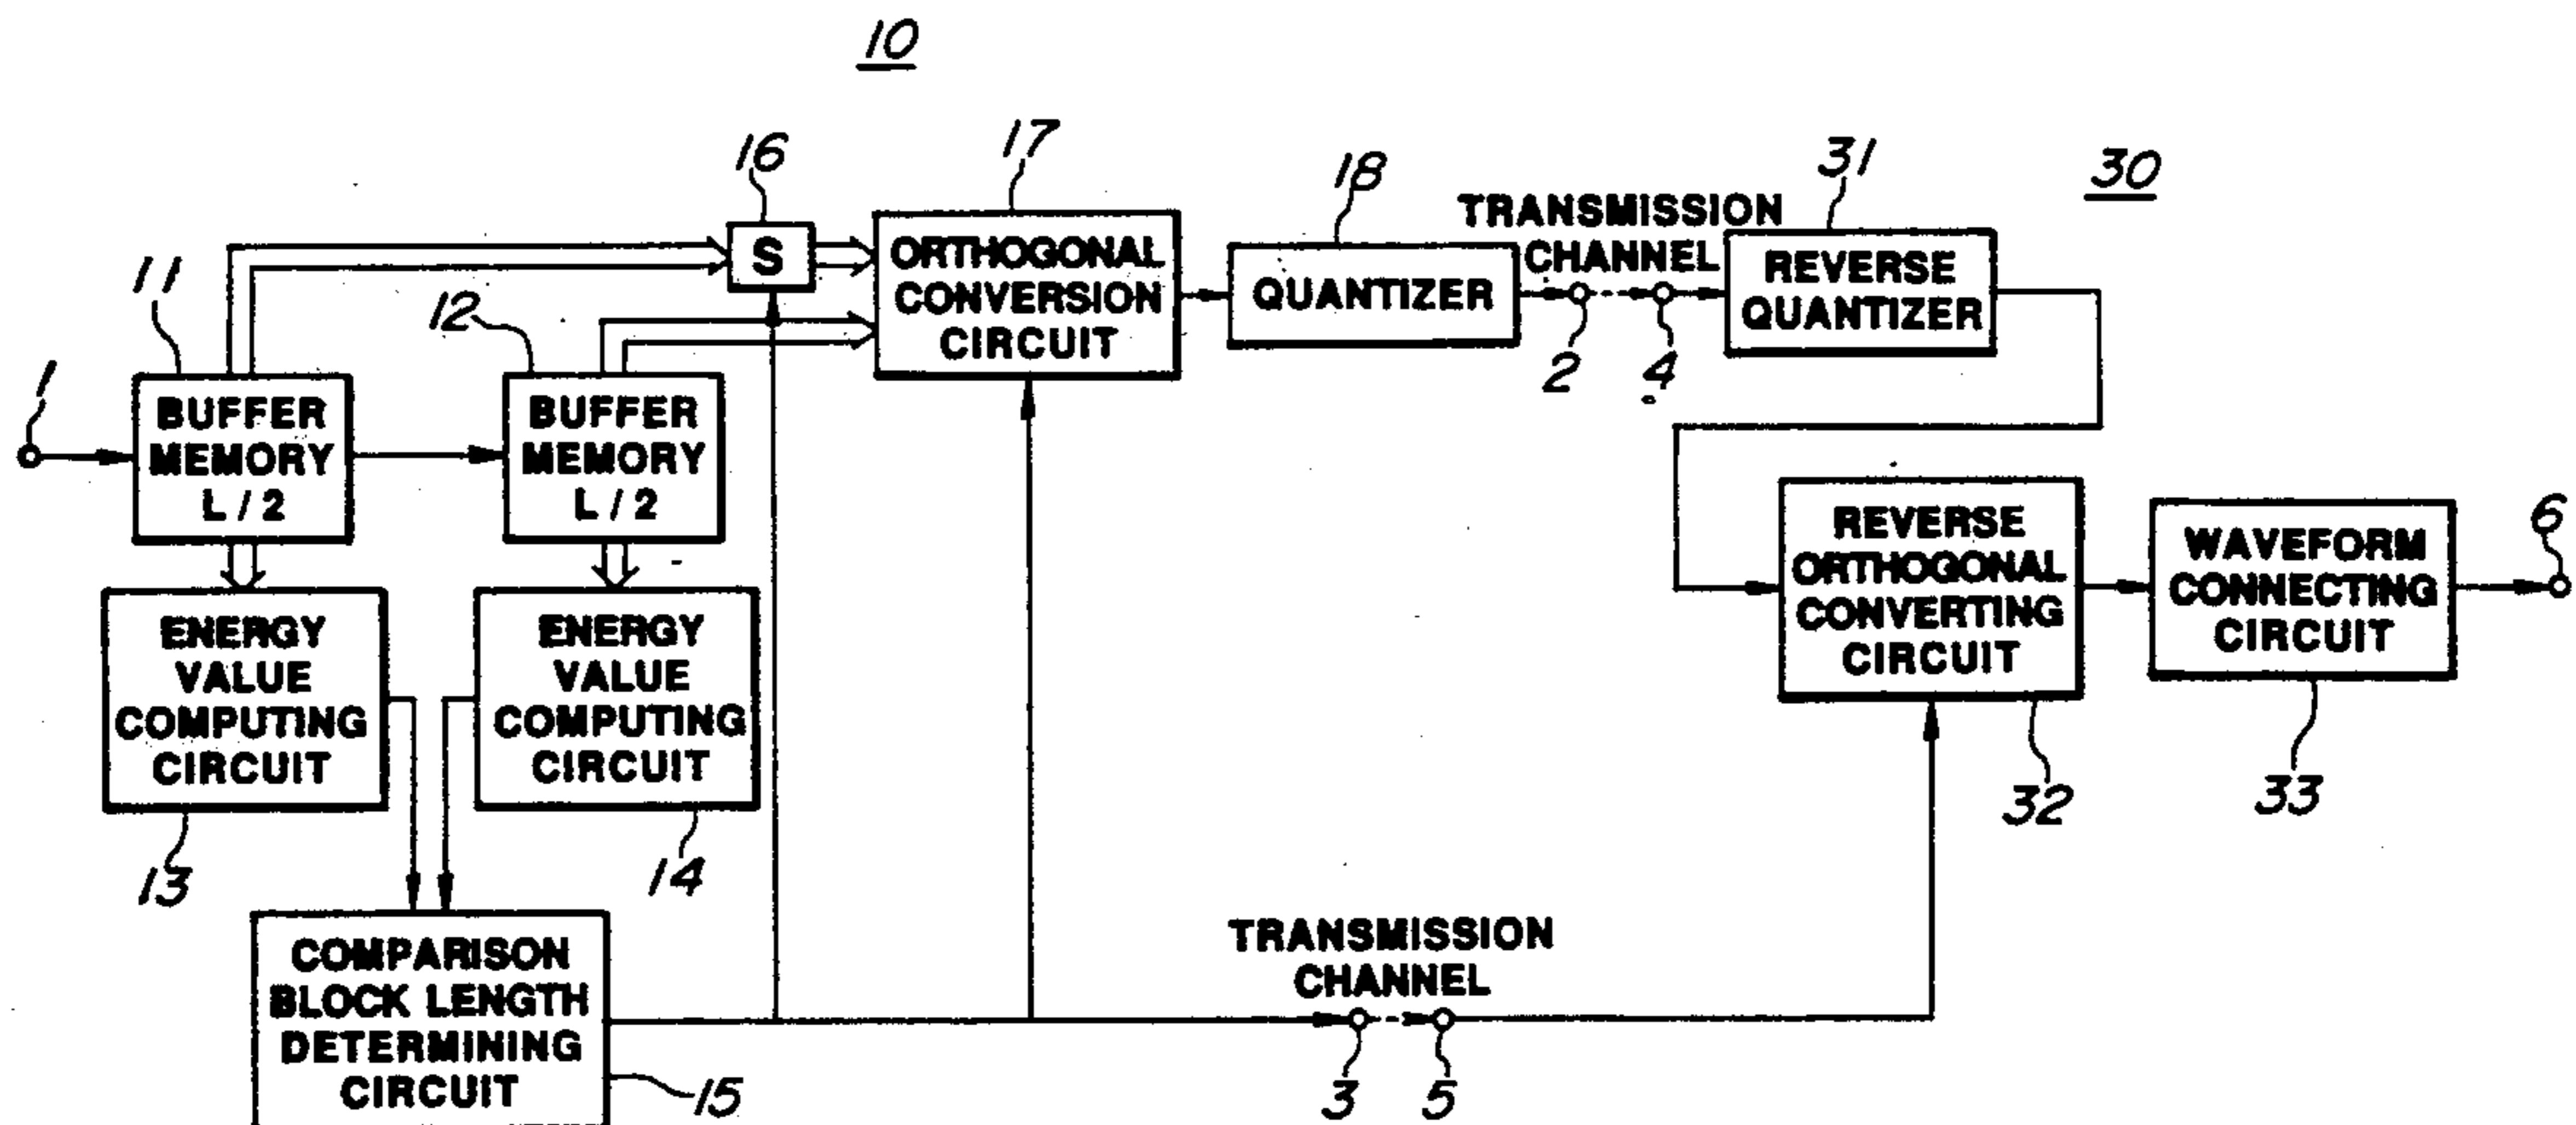 10
16
17
18
TRANSMISSION
CHANNEL
31
30
11
12
S
ORTHOGONAL
CONVERSION
CIRCUIT
QUANTIZER
REVERSE
QUANTIZER
2
4
1
BUFFER
MEMORY
L/2
BUFFER
MEMORY
L/2
REVERSE
ORTHOGONAL
CONVERTING
CIRCUIT
WAVEFORM
CONNECTING
CIRCUIT
6
ENERGY
VALUE
COMPUTING
CIRCUIT
ENERGY
VALUE
COMPUTING
CIRCUIT
13
14
32
33
COMPARISON
BLOCK LENGTH
DETERMINING
CIRCUIT
15
TRANSMISSION
CHANNEL
3
5